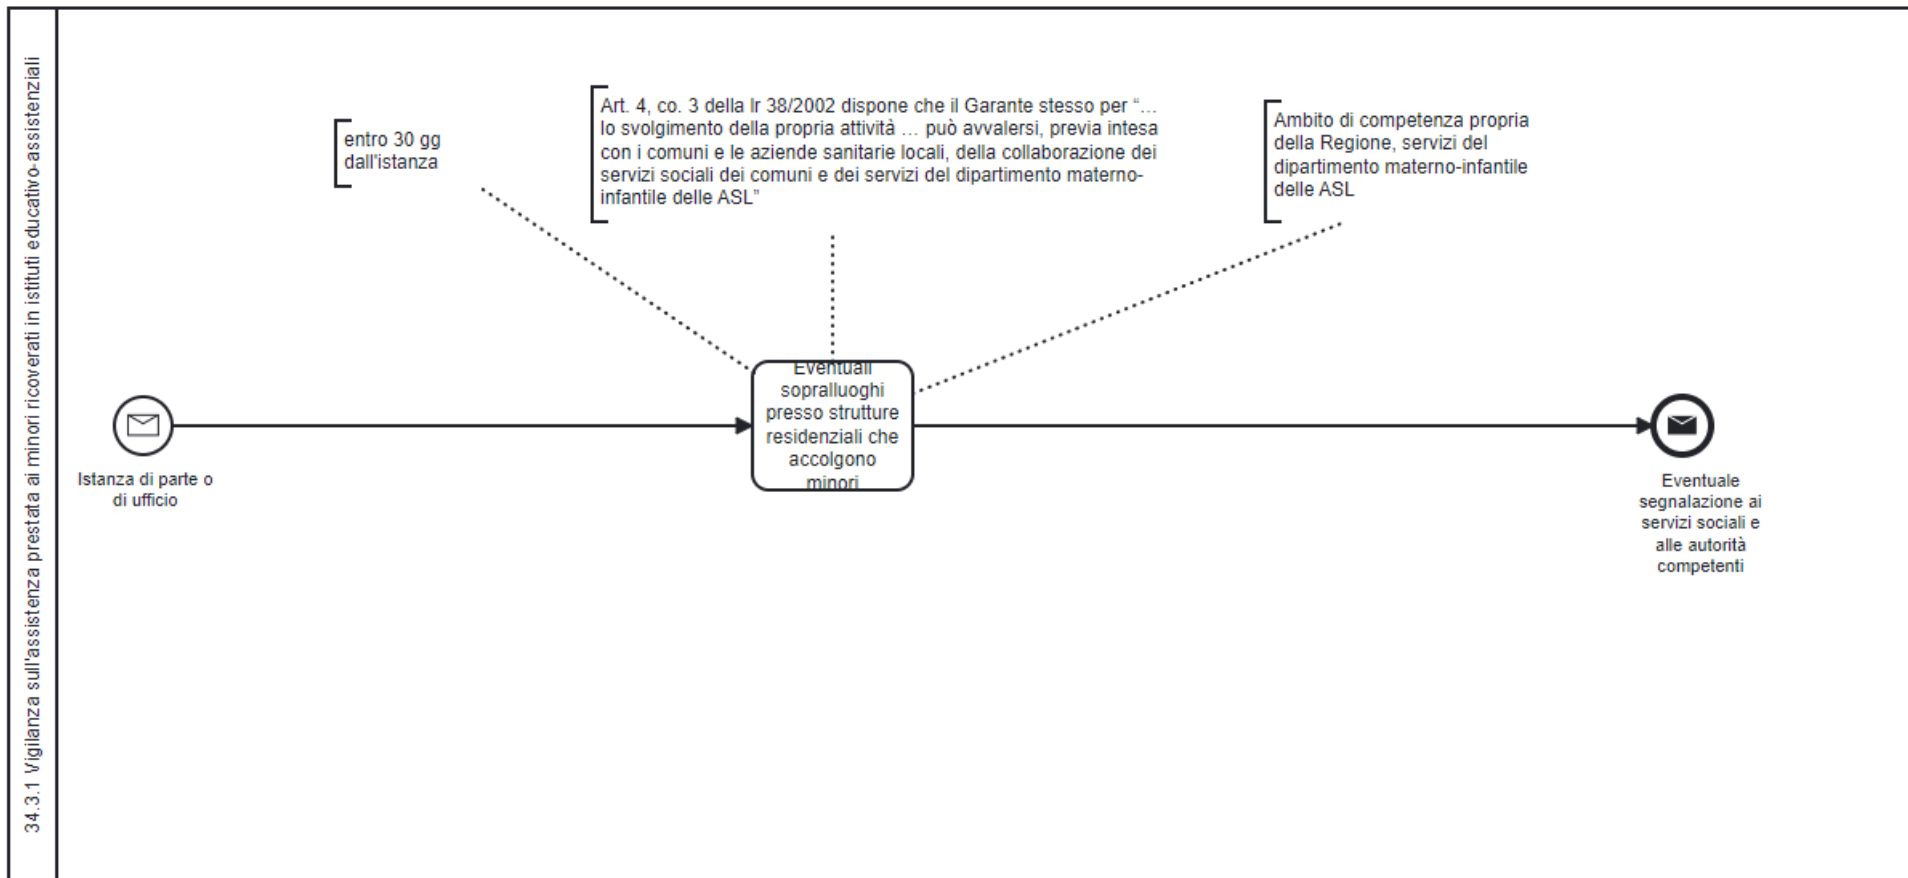 34.3.1 Vigilanza sull'assistenza prestata ai minori ricoverati in istituti educativo-assistenziali
entro 30 gg
dall'istanza
Art. 4, co. 3 della lr 38/2002 dispone che il Garante stesso per “…
lo svolgimento della propria attività … può avvalersi, previa intesa
con i comuni e le aziende sanitarie locali, della collaborazione dei
servizi sociali dei comuni e dei servizi del dipartimento materno-
infantile delle ASL”
Ambito di competenza propria
della Regione, servizi del
dipartimento materno-infantile
delle ASL
Istanza di parte o
di ufficio
Eventuali
sopralluoghi
presso strutture
residenziali che
accolgono
minori
Eventuale
segnalazione ai
servizi sociali e
alle autorità
competenti